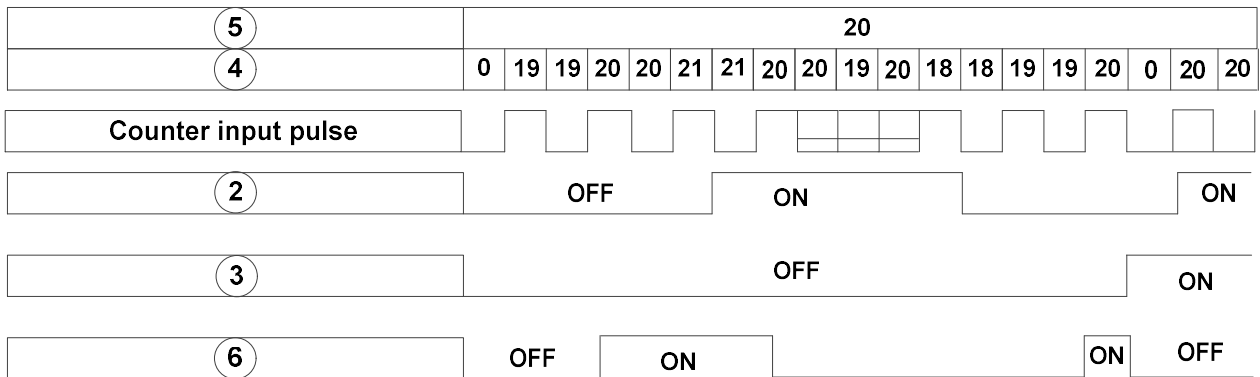 5 20
4 0 19 19 20 20 21 21 20 20 19 20 18 18 19 19 20 0 20 20
Counter input pulse
2 OFF ON ON
3 OFF ON
6 OFF ON ON OFF